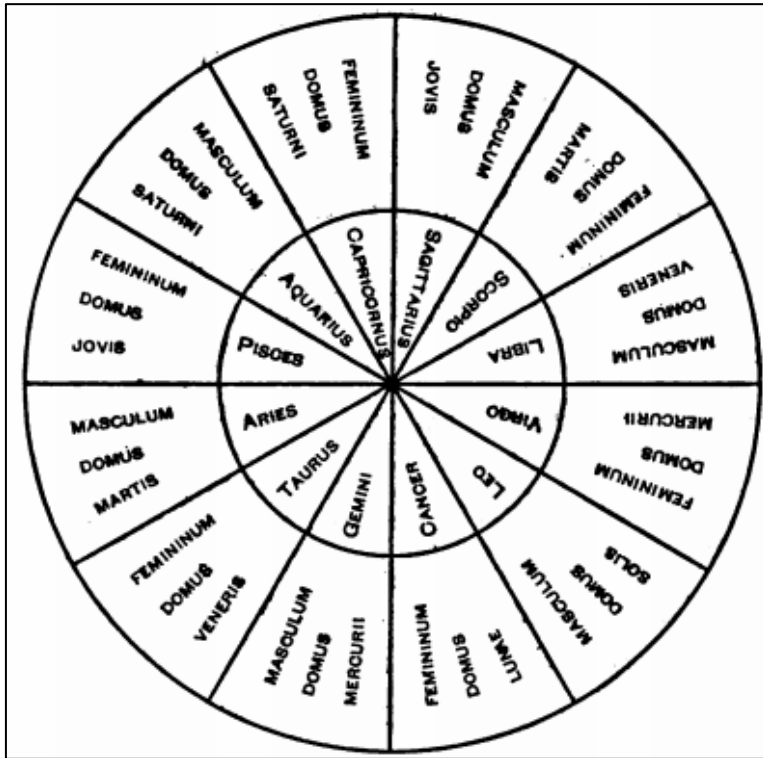 ARIES
MASCULUM
DOMUS
MARTIS
TAURUS
FEMININUM
DOMUS
VENERIS
GEMINI
MASCULUM
DOMUS
MERCURII
CANCER
FEMININUM
DOMUS
LUNÆ
LEO
MASCULUM
DOMUS
SOLIS
VIRGO
FEMININUM
DOMUS
MERCURII
LIBRA
MASCULUM
DOMUS
VENERIS
SCORPIO
FEMININUM
DOMUS
MARTIS
SAGITTARIUS
MASCULUM
DOMUS
JOVIS
CAPRICORNUS
FEMININUM
DOMUS
SATURNI
AQUARIUS
MASCULUM
DOMUS
SATURNI
PISCES
FEMININUM
DOMUS
JOVIS